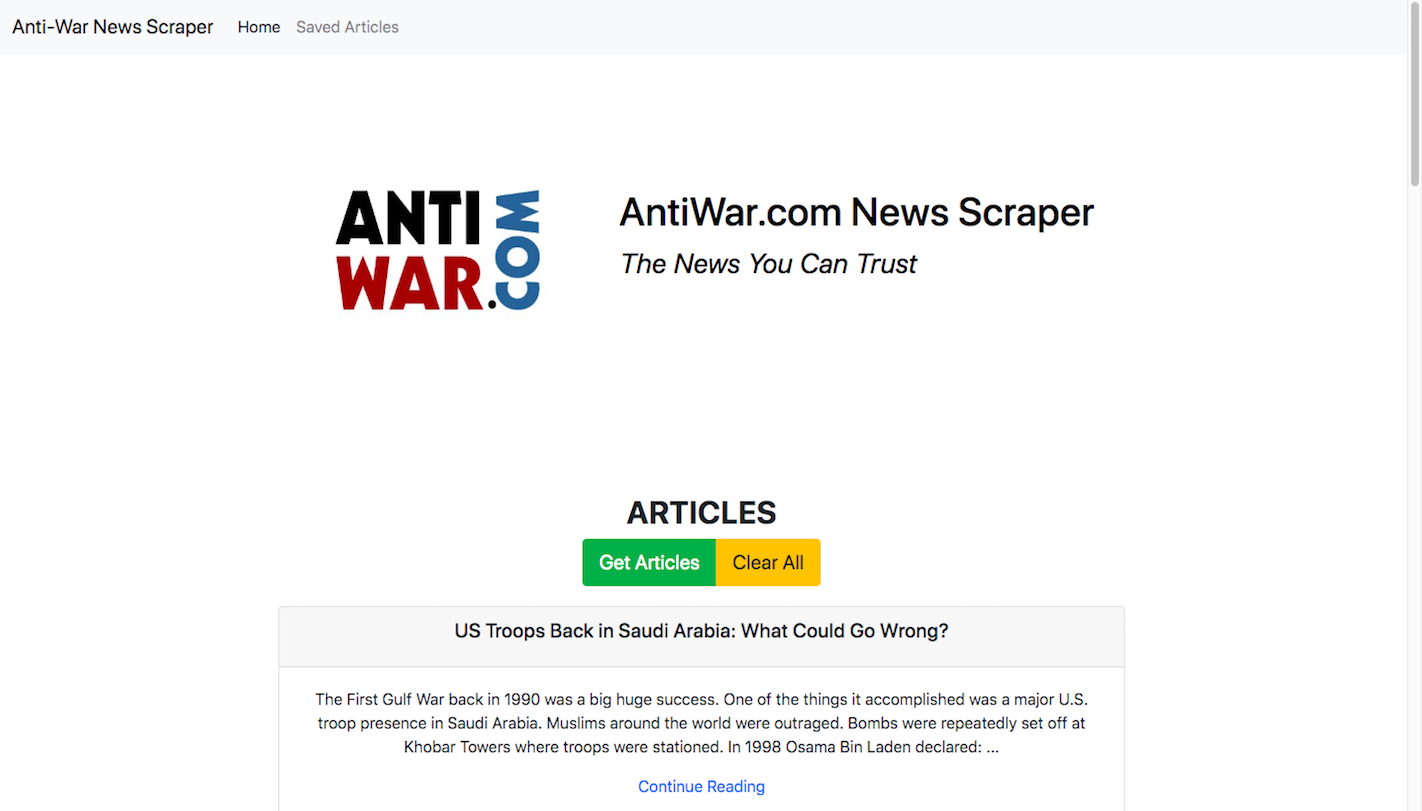 Anti-War News Scraper Home Saved Articles
ANTI
WAR.COM
AntiWar.com News Scraper
The News You Can Trust
ARTICLES
Get Articles Clear All
US Troops Back in Saudi Arabia: What Could Go Wrong?
The First Gulf War back in 1990 was a big huge success. One of the things it accomplished was a major U.S.
troop presence in Saudi Arabia. Muslims around the world were outraged. Bombs were repeatedly set off at
Khobar Towers where troops were stationed. In 1998 Osama Bin Laden declared: ...
Continue Reading